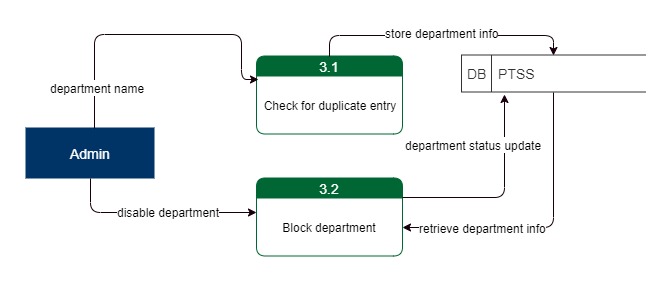 store department info
3.1
DB PTSS
department name
Check for duplicate entry
department status update
Admin
3.2
disable department
Block department
retrieve department info